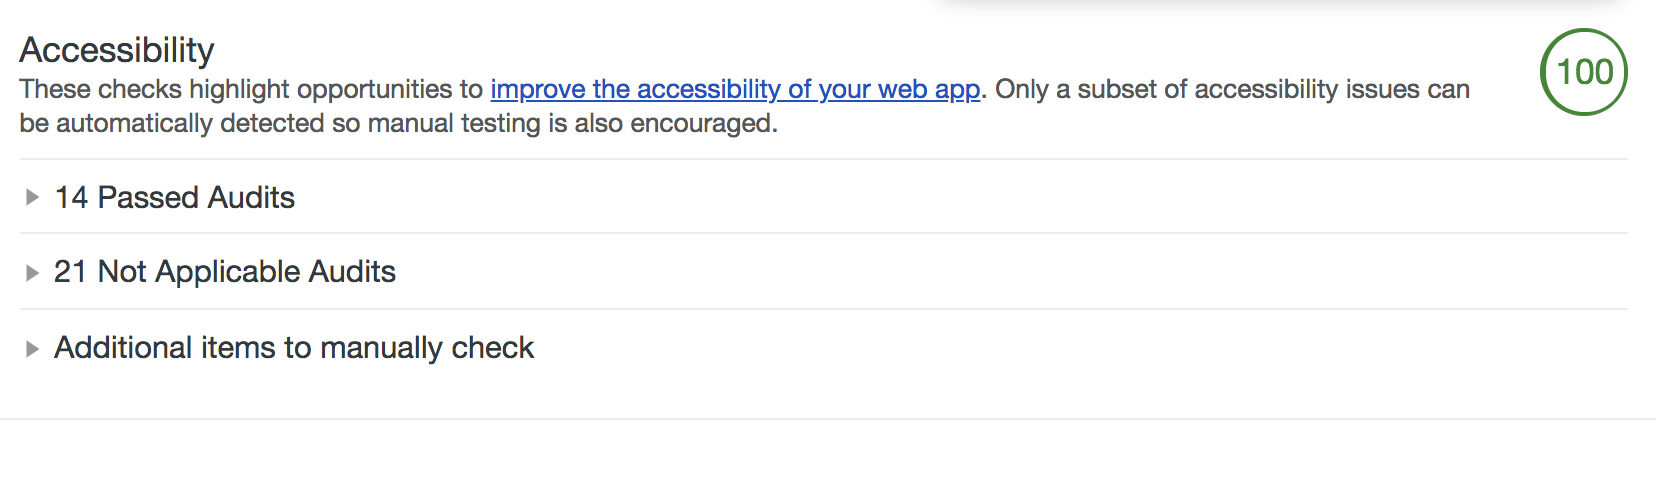 Accessibility
100
These checks highlight opportunities to improve the accessibility of your web app. Only a subset of accessibility issues can
be automatically detected so manual testing is also encouraged.
14 Passed Audits
21 Not Applicable Audits
Additional items to manually check